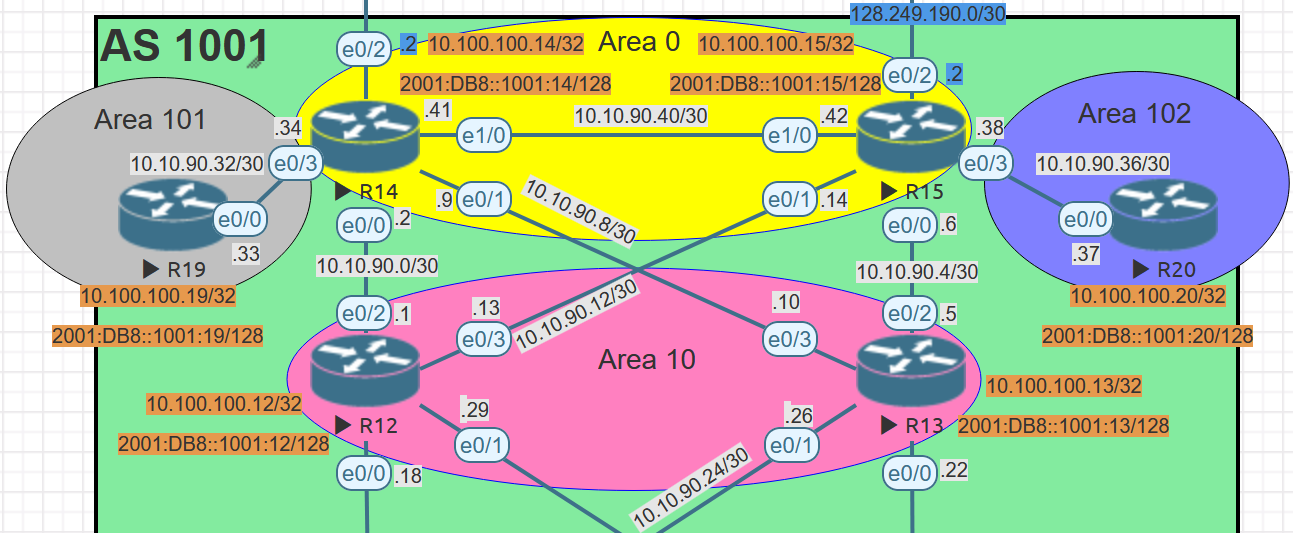 128.249.190.0/30
AS 1001
e0/2
.2
10.100.100.14/32
Area 0
10.100.100.15/32
e0/2
.2
2001:DB8::1001:14/128
2001:DB8::1001:15/128
Area 101
Area 102
.34
.41
10.10.90.40/30
.42
.38
e1/0
e1/0
10.10.90.32/30
e0/3
e0/3
10.10.90.36/30
R14
R15
.9
e0/1
10.10.90.8/30
e0/1
.14
e0/0
.33
R19
e0/0
.2
e0/0
.6
e0/0
.37
R20
10.10.90.0/30
10.10.90.4/30
10.100.100.19/32
2001:DB8::1001:19/128
10.100.100.20/32
2001:DB8::1001:20/128
e0/2
.1
.13
e0/3
10.10.90.12/30
.10
e0/3
e0/2
.5
Area 10
10.100.100.12/32
2001:DB8::1001:12/128
R12
10.100.100.13/32
2001:DB8::1001:13/128
R13
.29
e0/1
.26
e0/1
e0/0
.18
10.10.90.24/30
e0/0
.22